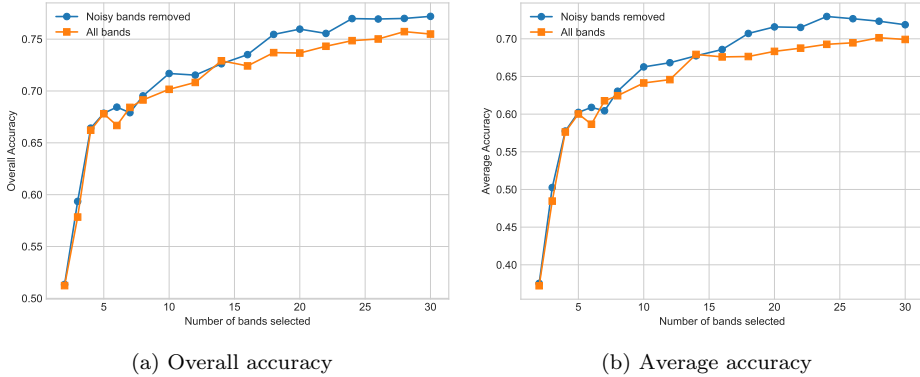 Noisy bands removed
All bands
0.75
0.70
0.65
0.60
0.55
0.50
Overall Accuracy
5 10 15 20 25 30
Number of bands selected
(a) Overall accuracy
Noisy bands removed
All bands
0.70
0.65
0.60
0.55
0.50
0.45
0.40
Average Accuracy
5 10 15 20 25 30
Number of bands selected
(b) Average accuracy